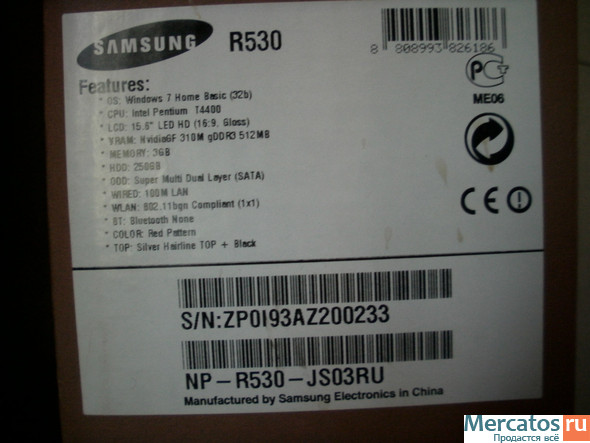 SAMSUNG R530
8 808993 826186
Features:
* OS: Windows 7 Home Basic (32b)
* CPU: Intel Pentium T4400
* LCD: 15.6" LED HD (16:9, Gloss)
* VRAM: NvidiaGF 310M gDDR3 512MB
* MEMORY: 3GB
* HDD: 250GB
* ODD: Super Multi Dual Layer (SATA)
* WIRED: 100M LAN
* WLAN: 802.11bgn Compliant (1x1)
* BT: Bluetooth None
* COLOR: Red Pattern
* TOP: Silver Hairline TOP + Black
ME06
CE
S/N:ZP0I93AZ200233
NP-R530-JS03RU
Manufactured by Samsung Electronics in China
Mercatos.ru
Продастся всё